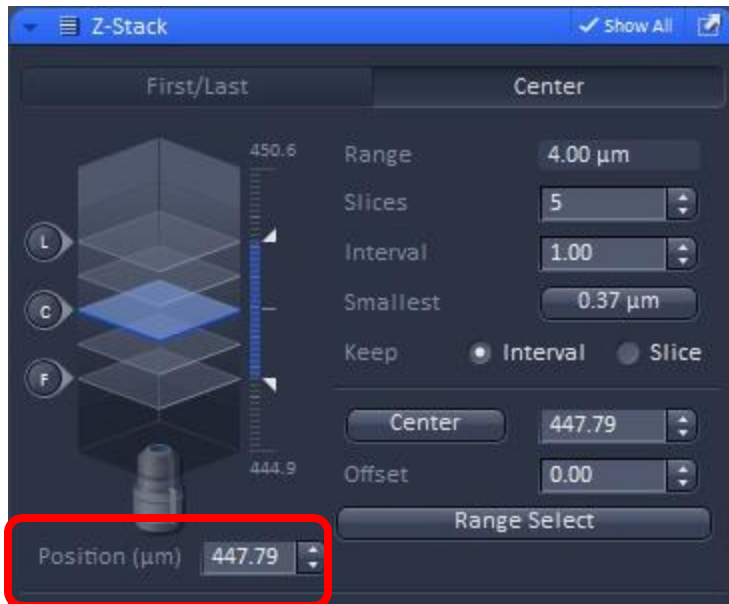 Z-Stack Show All
First/Last Center
450.6
Range 4.00 µm
Slices 5
L
Interval 1.00
C
Smallest 0.37 µm
Keep Interval Slice
F
Center 447.79
444.9
Offset 0.00
Range Select
Position (µm) 447.79